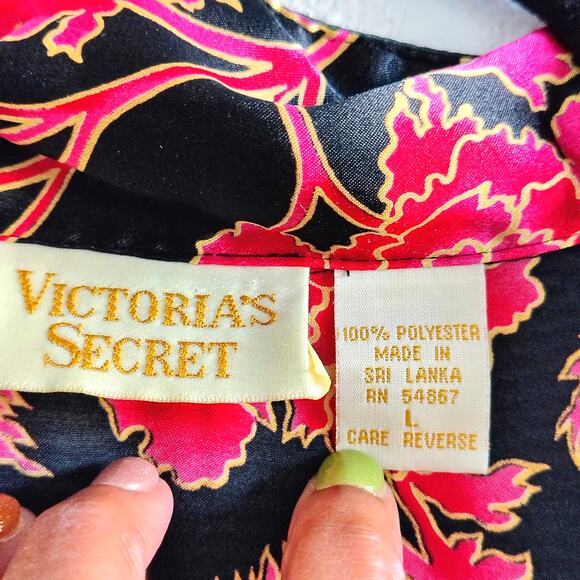 VICTORIA'S
SECRET
100% POLYESTER
MADE IN
SRI LANKA
RN 54867
L
CARE REVERSE